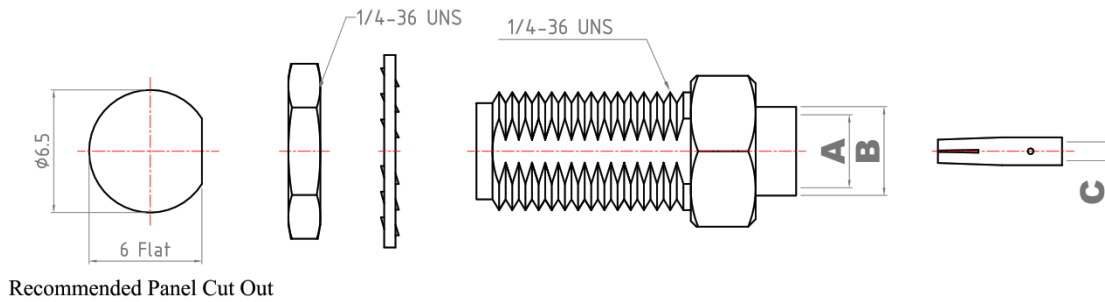 1/4-36 UNS
1/4-36 UNS
ϕ6.5
A
B
C
6 Flat
Recommended Panel Cut Out